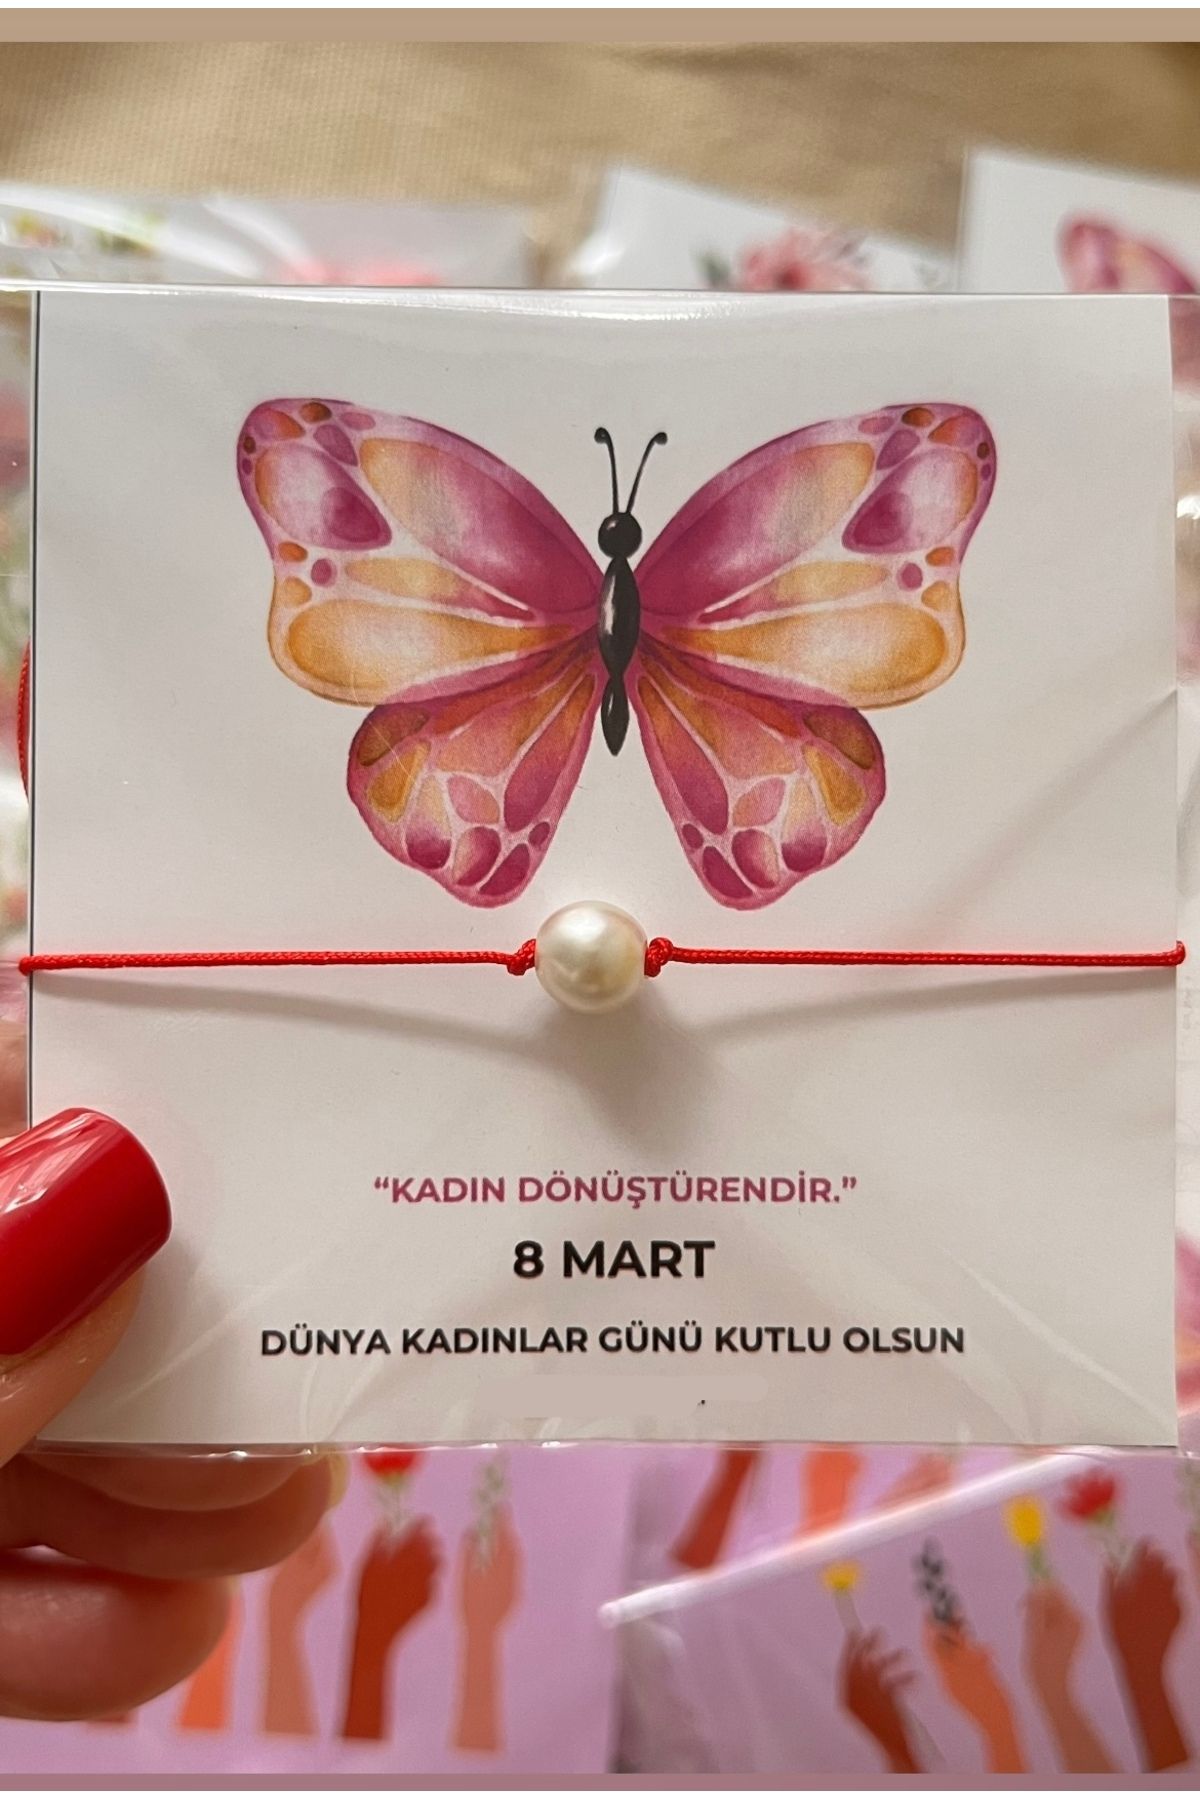 “KADIN DÖNÜŞTÜRENDİR.”
8 MART
DÜNYA KADINLAR GÜNÜ KUTLU OLSUN